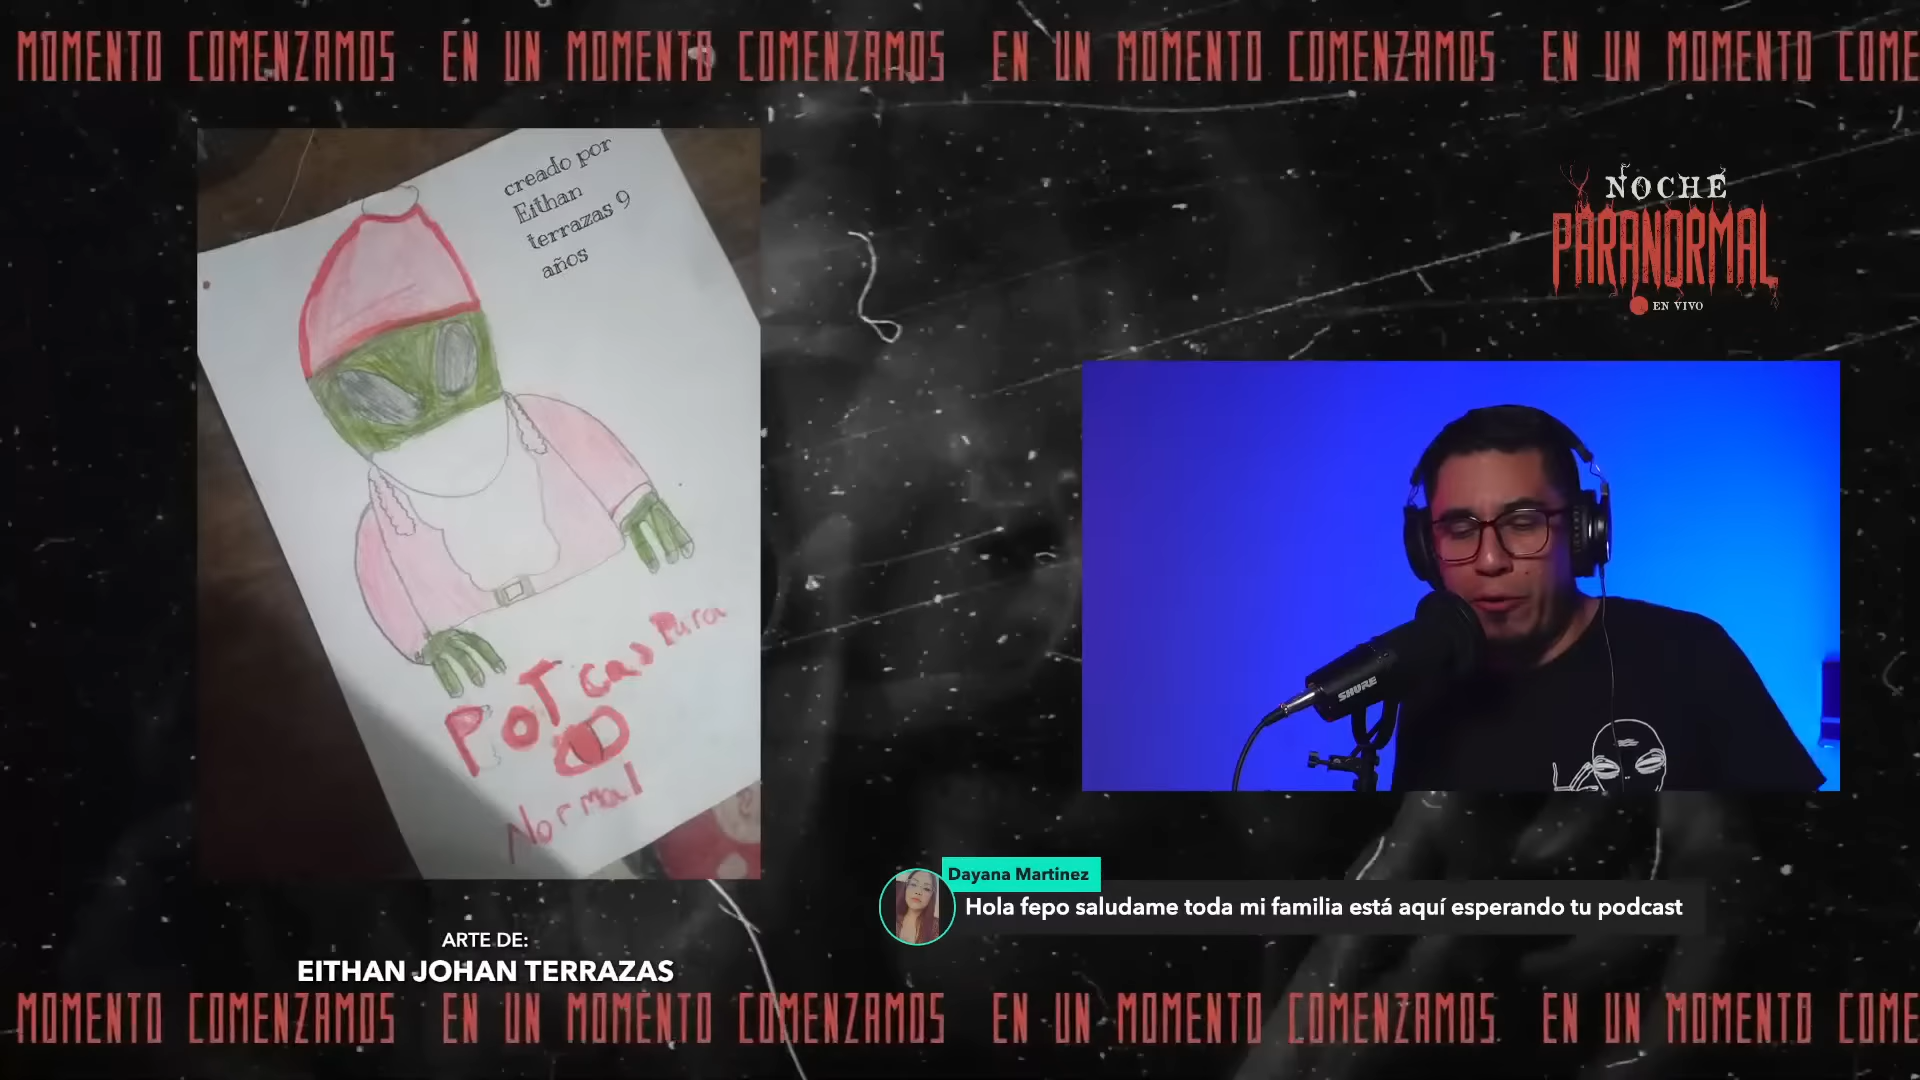 MOMENTO COMENZAMOS EN UN MOMENTO COMENZAMOS EN UN MOMENTO COMENZAMOS EN UN MOMENTO COME
creado por
Eithan
terrazas 9
años
NOCHE
PARANORMAL
EN VIVO
POTcas Pura
Normal
SHURE
Dayana Martinez
Hola fepo saludame toda mi familia está aquí esperando tu podcast
ARTE DE:
EITHAN JOHAN TERRAZAS
MOMENTO COMENZAMOS EN UN MOMENTO COMENZAMOS EN UN MOMENTO COMENZAMOS EN UN MOMENTO COME